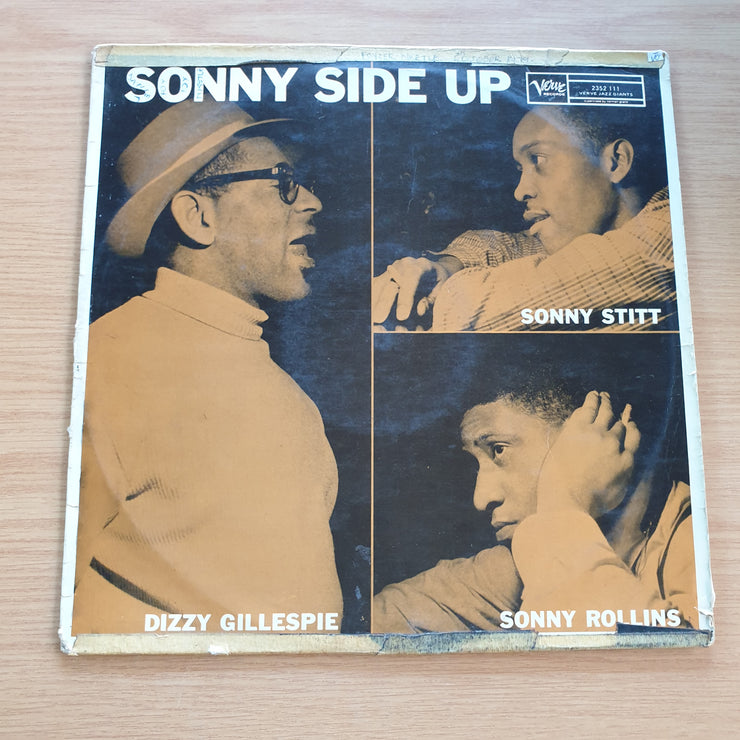 SONNY SIDE UP
Verve
RECORDS
2352 111
VERVE JAZZ GIANTS
SONNY STITT
DIZZY GILLESPIE
SONNY ROLLINS